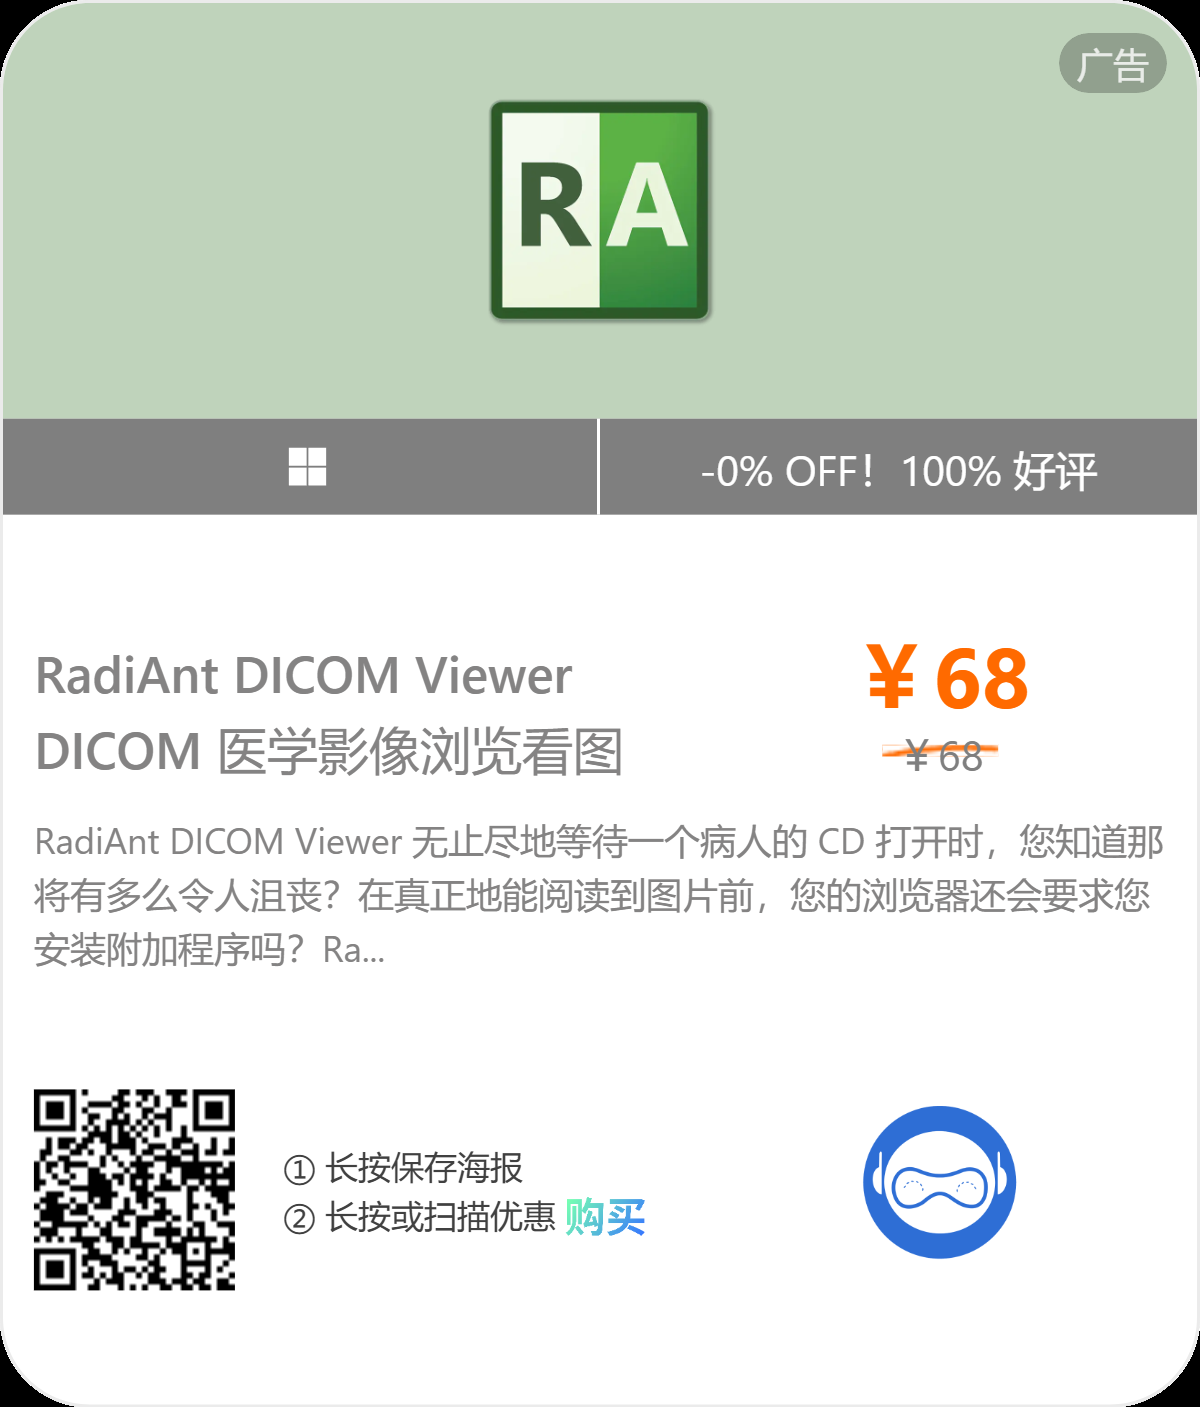 广告
RA
-0% OFF！100% 好评
RadiAnt DICOM Viewer
DICOM 医学影像浏览看图
¥ 68
¥ 68
RadiAnt DICOM Viewer 无止尽地等待一个病人的 CD 打开时，您知道那
将有多么令人沮丧？在真正地能阅读到图片前，您的浏览器还会要求您
安装附加程序吗？Ra...
① 长按保存海报
② 长按或扫描优惠 购买